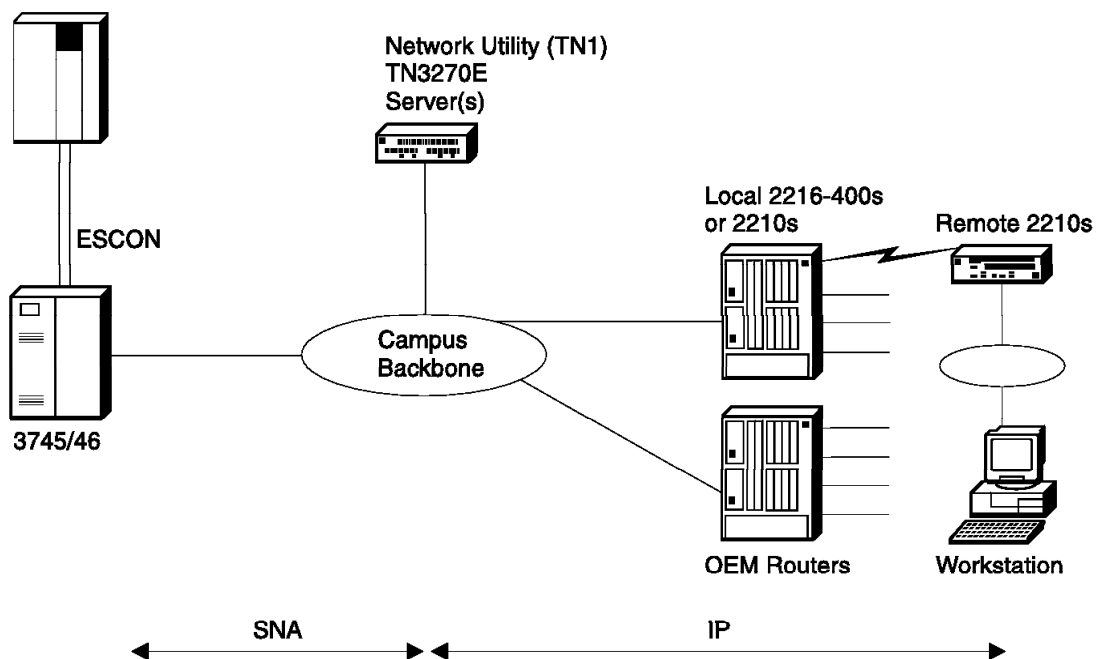 Network Utility (TN1)
TN3270E
Server(s)
Local 2216-400s
or 2210s
Remote 2210s
ESCON
Campus
Backbone
3745/46
OEM Routers
Workstation
SNA
IP